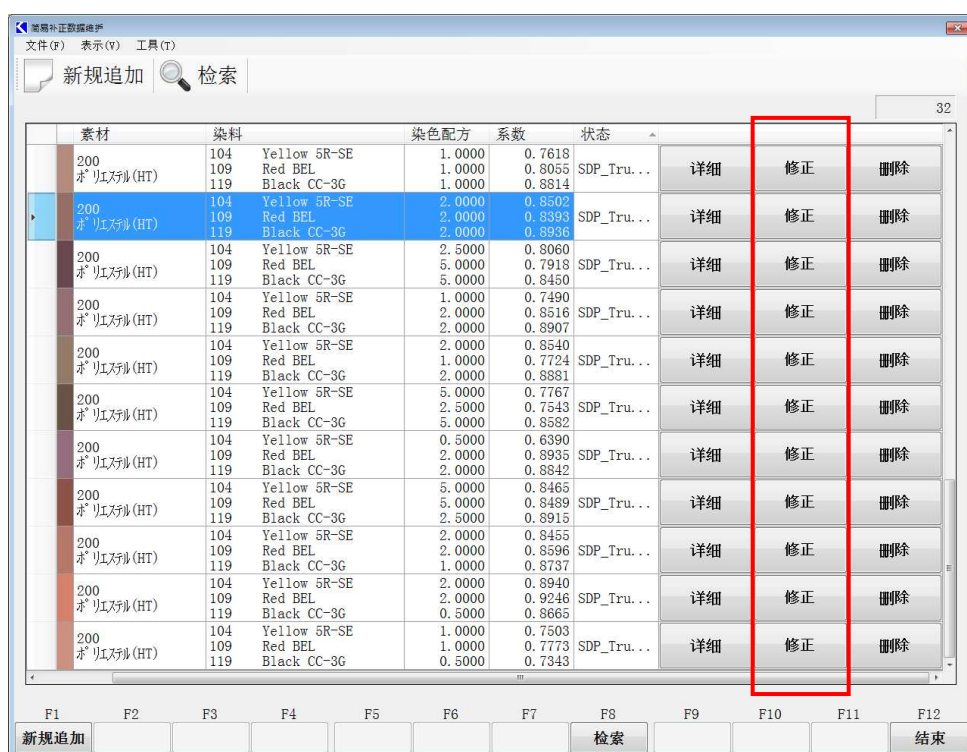 简易补正数据维护
文件(F) 表示(V) 工具(T)
新规追加 检索
32
素材 染料 染色配方 系数 状态
200
ポリエステル(HT)
104 Yellow 5R-SE 1.0000 0.7618
109 Red BEL 1.0000 0.8055
119 Black CC-3G 1.0000 0.8814
SDP_Tru... 详细 修正 删除
200
ポリエステル(HT)
104 Yellow 5R-SE 2.0000 0.8502
109 Red BEL 2.0000 0.8393
119 Black CC-3G 2.0000 0.8936
SDP_Tru... 详细 修正 删除
200
ポリエステル(HT)
104 Yellow 5R-SE 2.5000 0.8060
109 Red BEL 5.0000 0.7918
119 Black CC-3G 5.0000 0.8450
SDP_Tru... 详细 修正 删除
200
ポリエステル(HT)
104 Yellow 5R-SE 1.0000 0.7490
109 Red BEL 2.0000 0.8516
119 Black CC-3G 2.0000 0.8907
SDP_Tru... 详细 修正 删除
200
ポリエステル(HT)
104 Yellow 5R-SE 2.0000 0.8540
109 Red BEL 1.0000 0.7724
119 Black CC-3G 2.0000 0.8881
SDP_Tru... 详细 修正 删除
200
ポリエステル(HT)
104 Yellow 5R-SE 5.0000 0.7767
109 Red BEL 2.5000 0.7543
119 Black CC-3G 5.0000 0.8582
SDP_Tru... 详细 修正 删除
200
ポリエステル(HT)
104 Yellow 5R-SE 0.5000 0.6390
109 Red BEL 2.0000 0.8935
119 Black CC-3G 2.0000 0.8842
SDP_Tru... 详细 修正 删除
200
ポリエステル(HT)
104 Yellow 5R-SE 5.0000 0.8465
109 Red BEL 5.0000 0.8489
119 Black CC-3G 2.5000 0.8915
SDP_Tru... 详细 修正 删除
200
ポリエステル(HT)
104 Yellow 5R-SE 2.0000 0.8455
109 Red BEL 2.0000 0.8596
119 Black CC-3G 1.0000 0.8737
SDP_Tru... 详细 修正 删除
200
ポリエステル(HT)
104 Yellow 5R-SE 2.0000 0.8940
109 Red BEL 2.0000 0.9246
119 Black CC-3G 0.5000 0.8665
SDP_Tru... 详细 修正 删除
200
ポリエステル(HT)
104 Yellow 5R-SE 1.0000 0.7503
109 Red BEL 1.0000 0.7773
119 Black CC-3G 0.5000 0.7343
SDP_Tru... 详细 修正 删除
F1 F2 F3 F4 F5 F6 F7 F8 F9 F10 F11 F12
新规追加 检索 结束